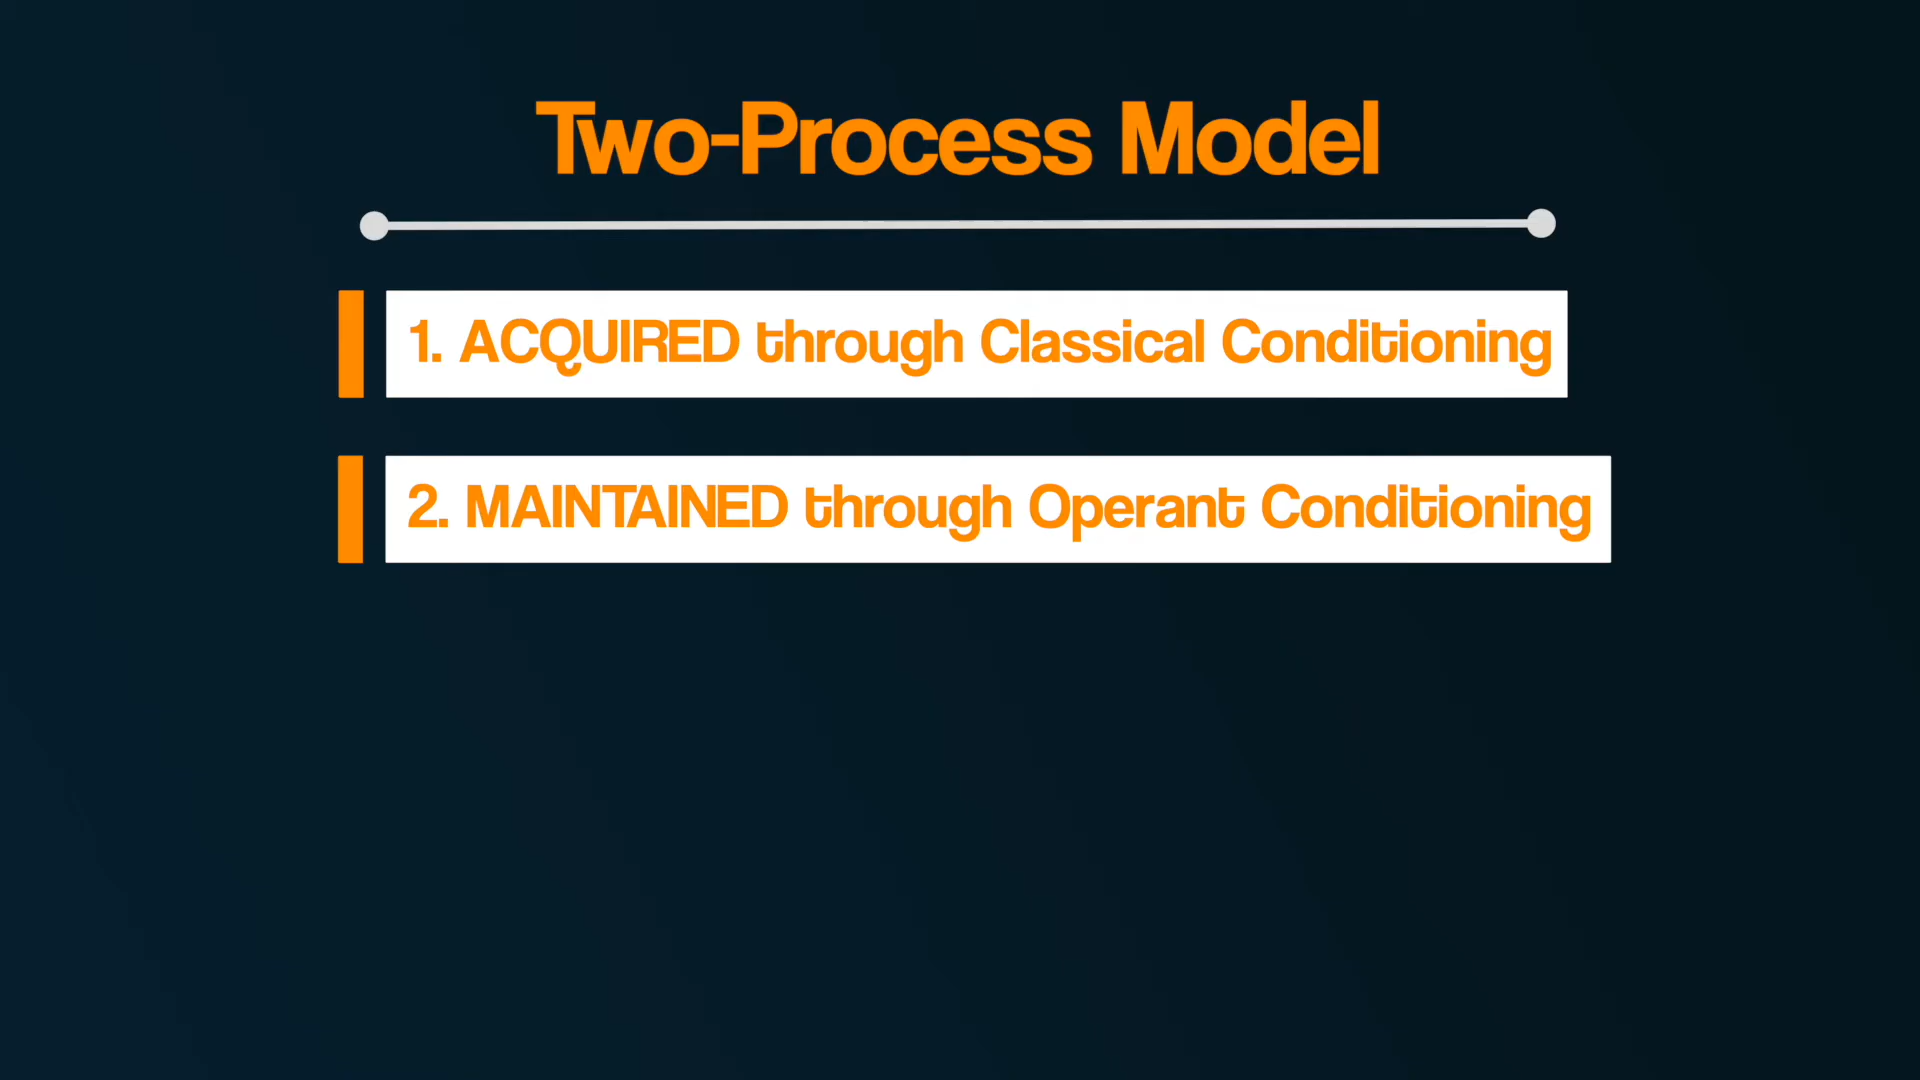 Two-Process Model
1. ACQUIRED through Classical Conditioning
2. MAINTAINED through Operant Conditioning